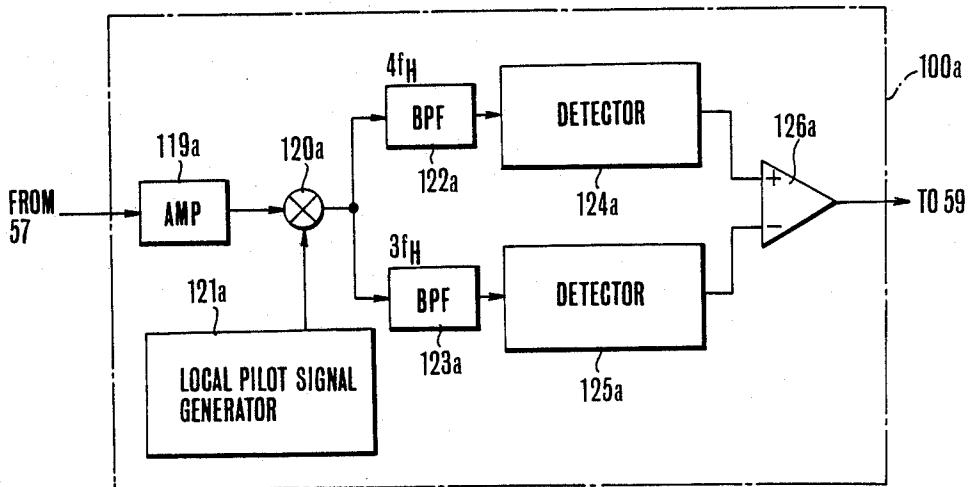 100a
4fH
BPF
122a
DETECTOR
124a
126a
+
−
TO 59
119a
AMP
120a
FROM
57
3fH
BPF
123a
DETECTOR
125a
121a
LOCAL PILOT SIGNAL
GENERATOR